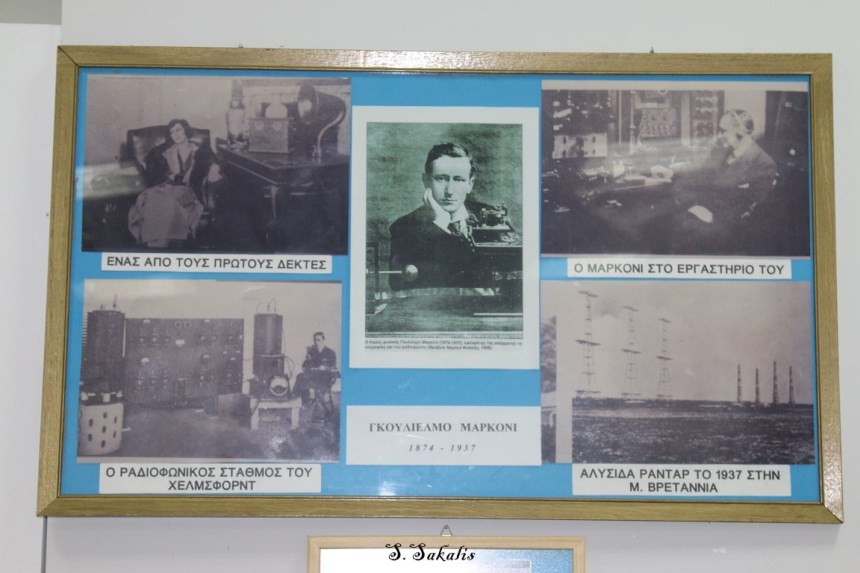 ΕΝΑΣ ΑΠΟ ΤΟΥΣ ΠΡΩΤΟΥΣ ΔΕΚΤΕΣ
Ο ΜΑΡΚΟΝΙ ΣΤΟ ΕΡΓΑΣΤΗΡΙΟ ΤΟΥ
ΓΚΟΥΛΙΕΛΜΟ ΜΑΡΚΟΝΙ
1874 - 1937
Ο ΡΑΔΙΟΦΩΝΙΚΟΣ ΣΤΑΘΜΟΣ ΤΟΥ
ΧΕΛΜΣΦΟΡΝΤ
ΑΛΥΣΙΔΑ ΡΑΝΤΑΡ ΤΟ 1937 ΣΤΗΝ
Μ. ΒΡΕΤΑΝΝΙΑ
S. Sakalis